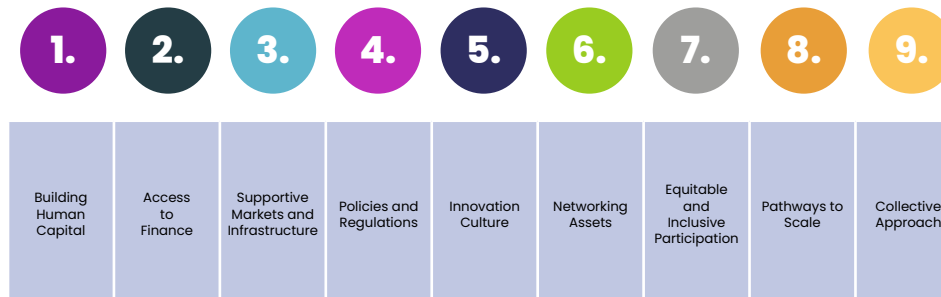 1. 2. 3. 4. 5. 6. 7. 8. 9.
Building
Human
Capital
Access
to
Finance
Supportive
Markets and
Infrastructure
Policies and
Regulations
Innovation
Culture
Networking
Assets
Equitable
and
Inclusive
Participation
Pathways to
Scale
Collective
Approach